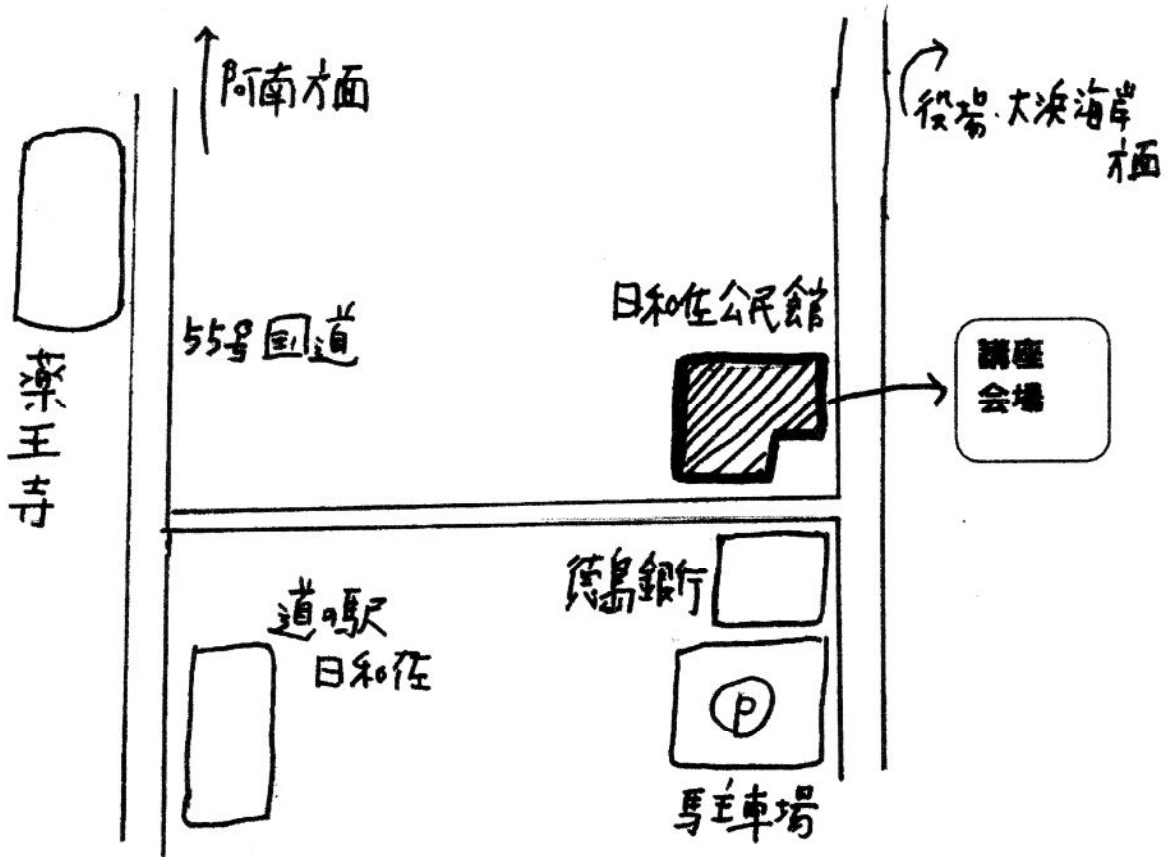 阿南方面
役場・大浜海岸
方面
日和佐公民館
55号国道
講座
会場
薬王寺
徳島銀行
道の駅
日和佐
P
駐車場